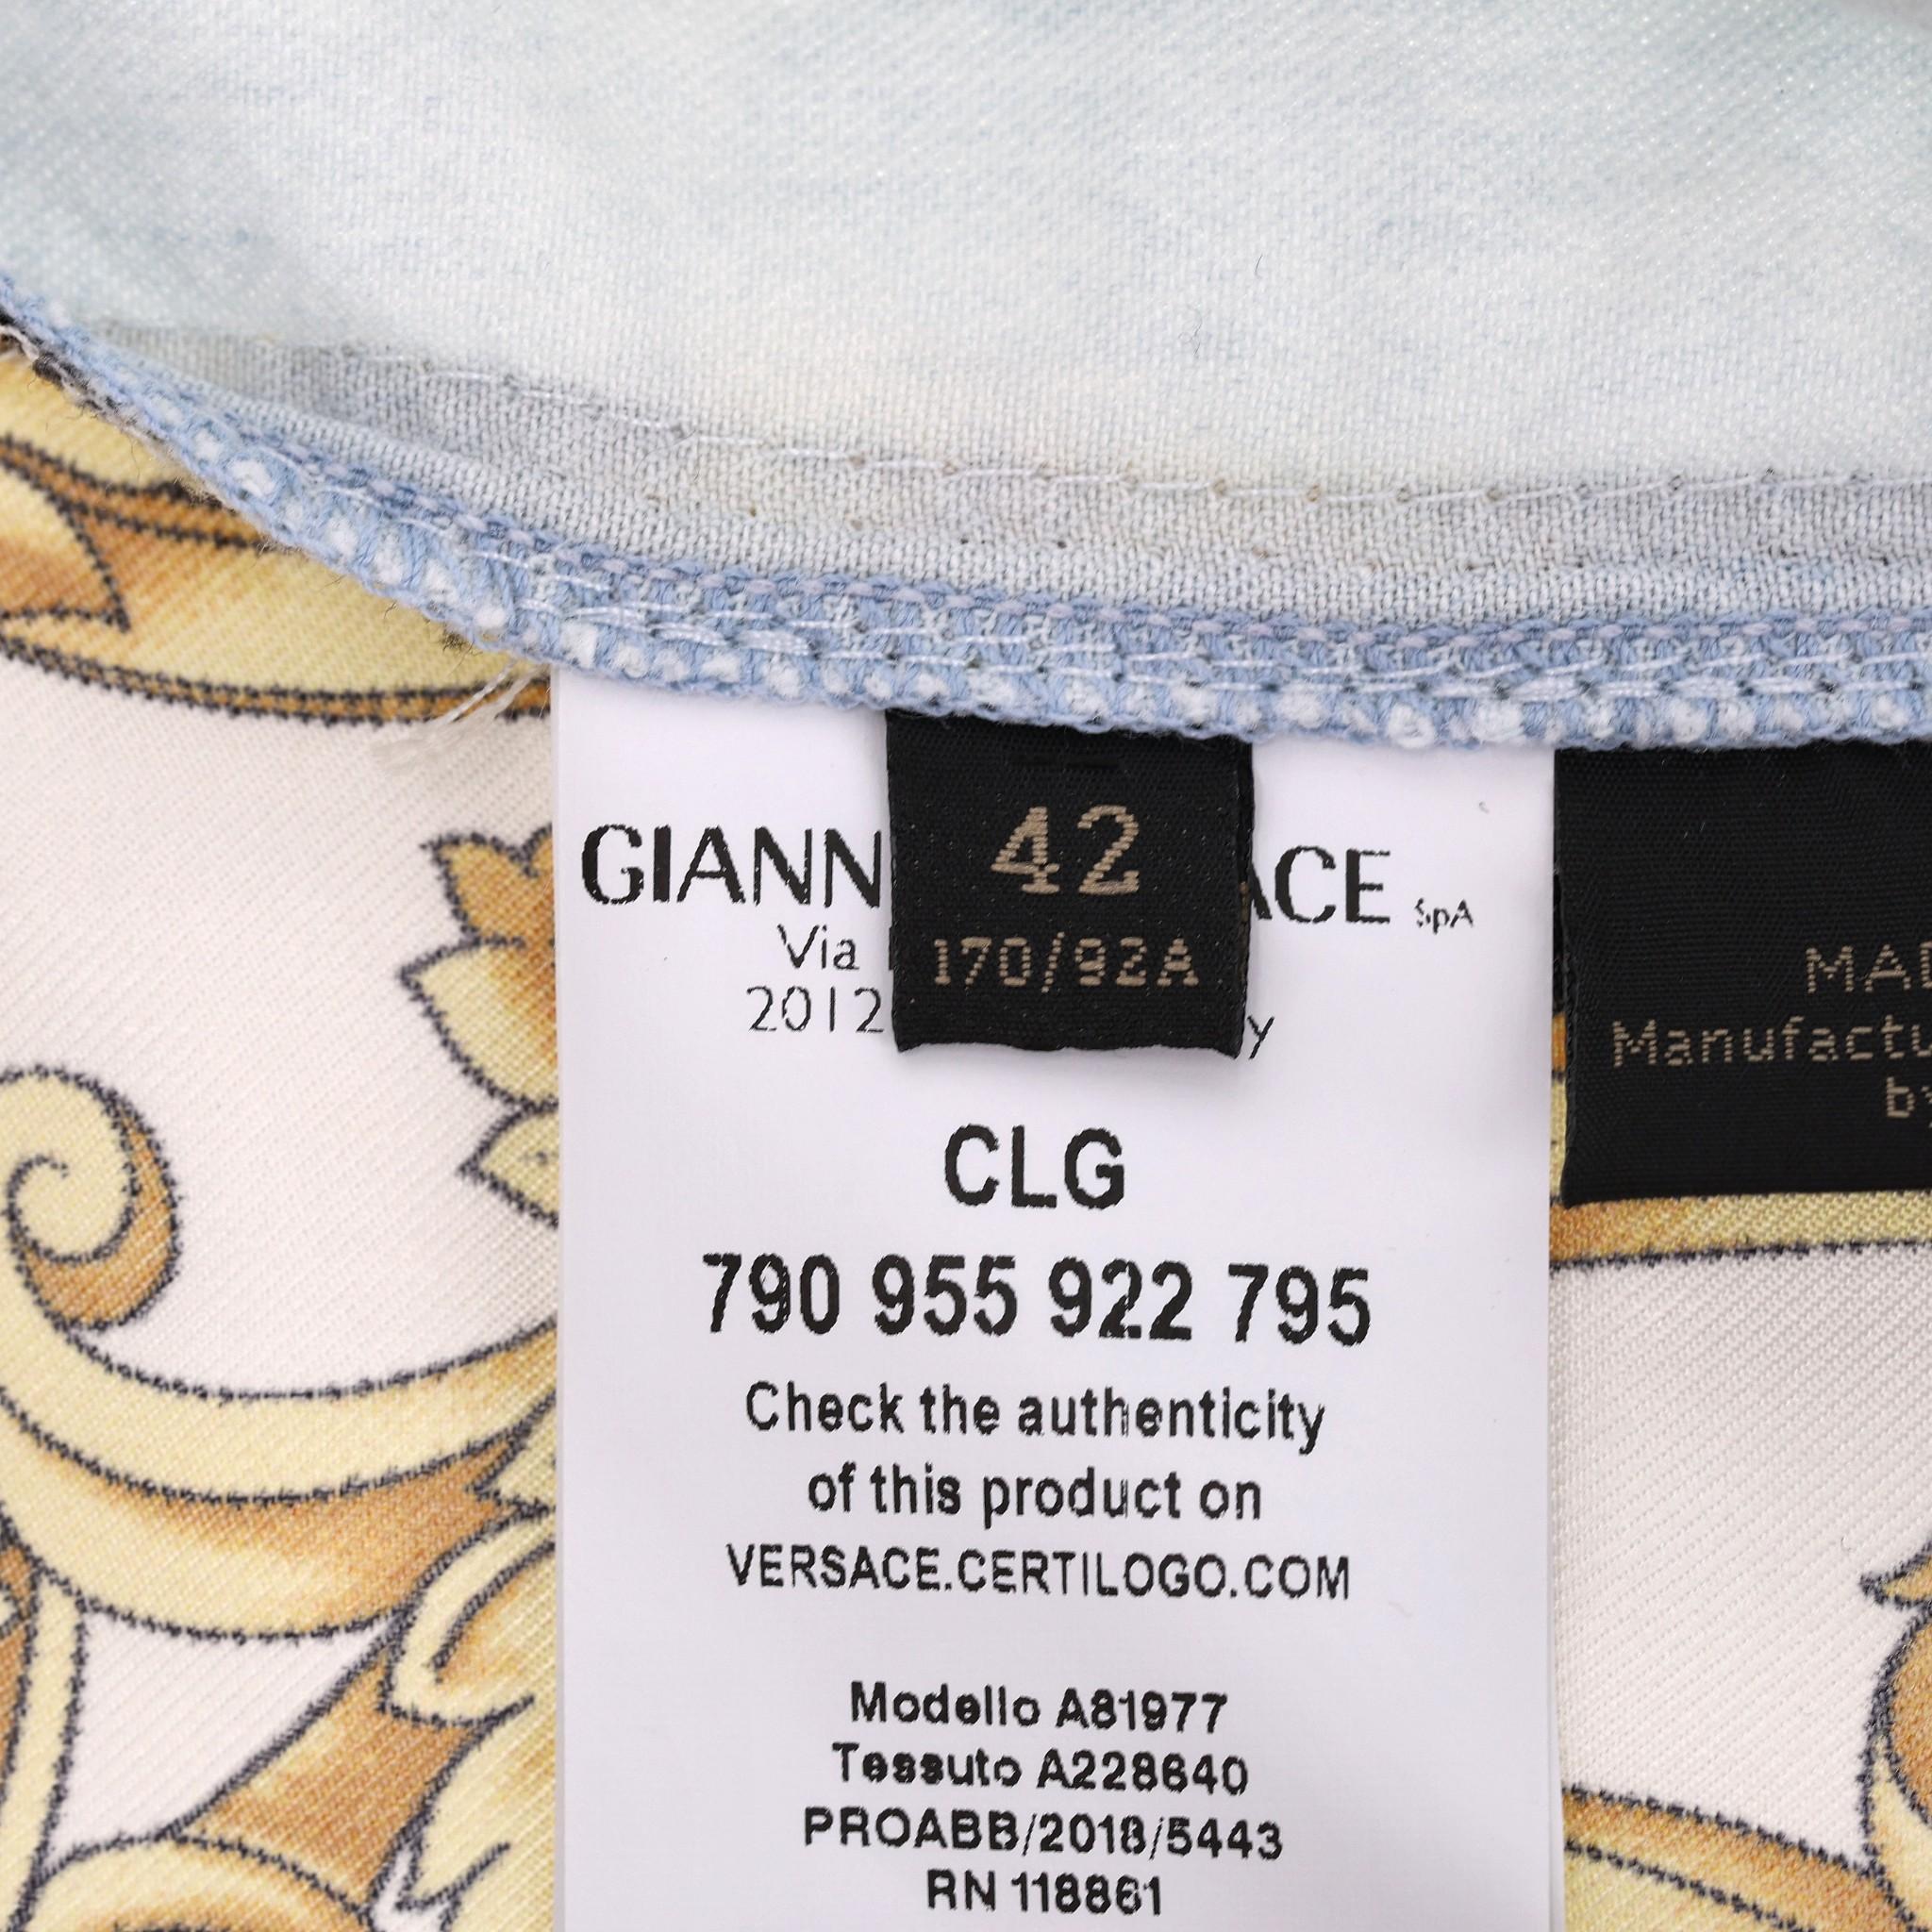 42
170/92A
GIANN ACE SpA
Via
2012 y
CLG
790 955 922 795
Check the authenticity
of this product on
VERSACE.CERTILOGO.COM
Modello A81977
Tessuto A228640
PROABB/2018/5443
RN 118861
MAD
Manufactu
by